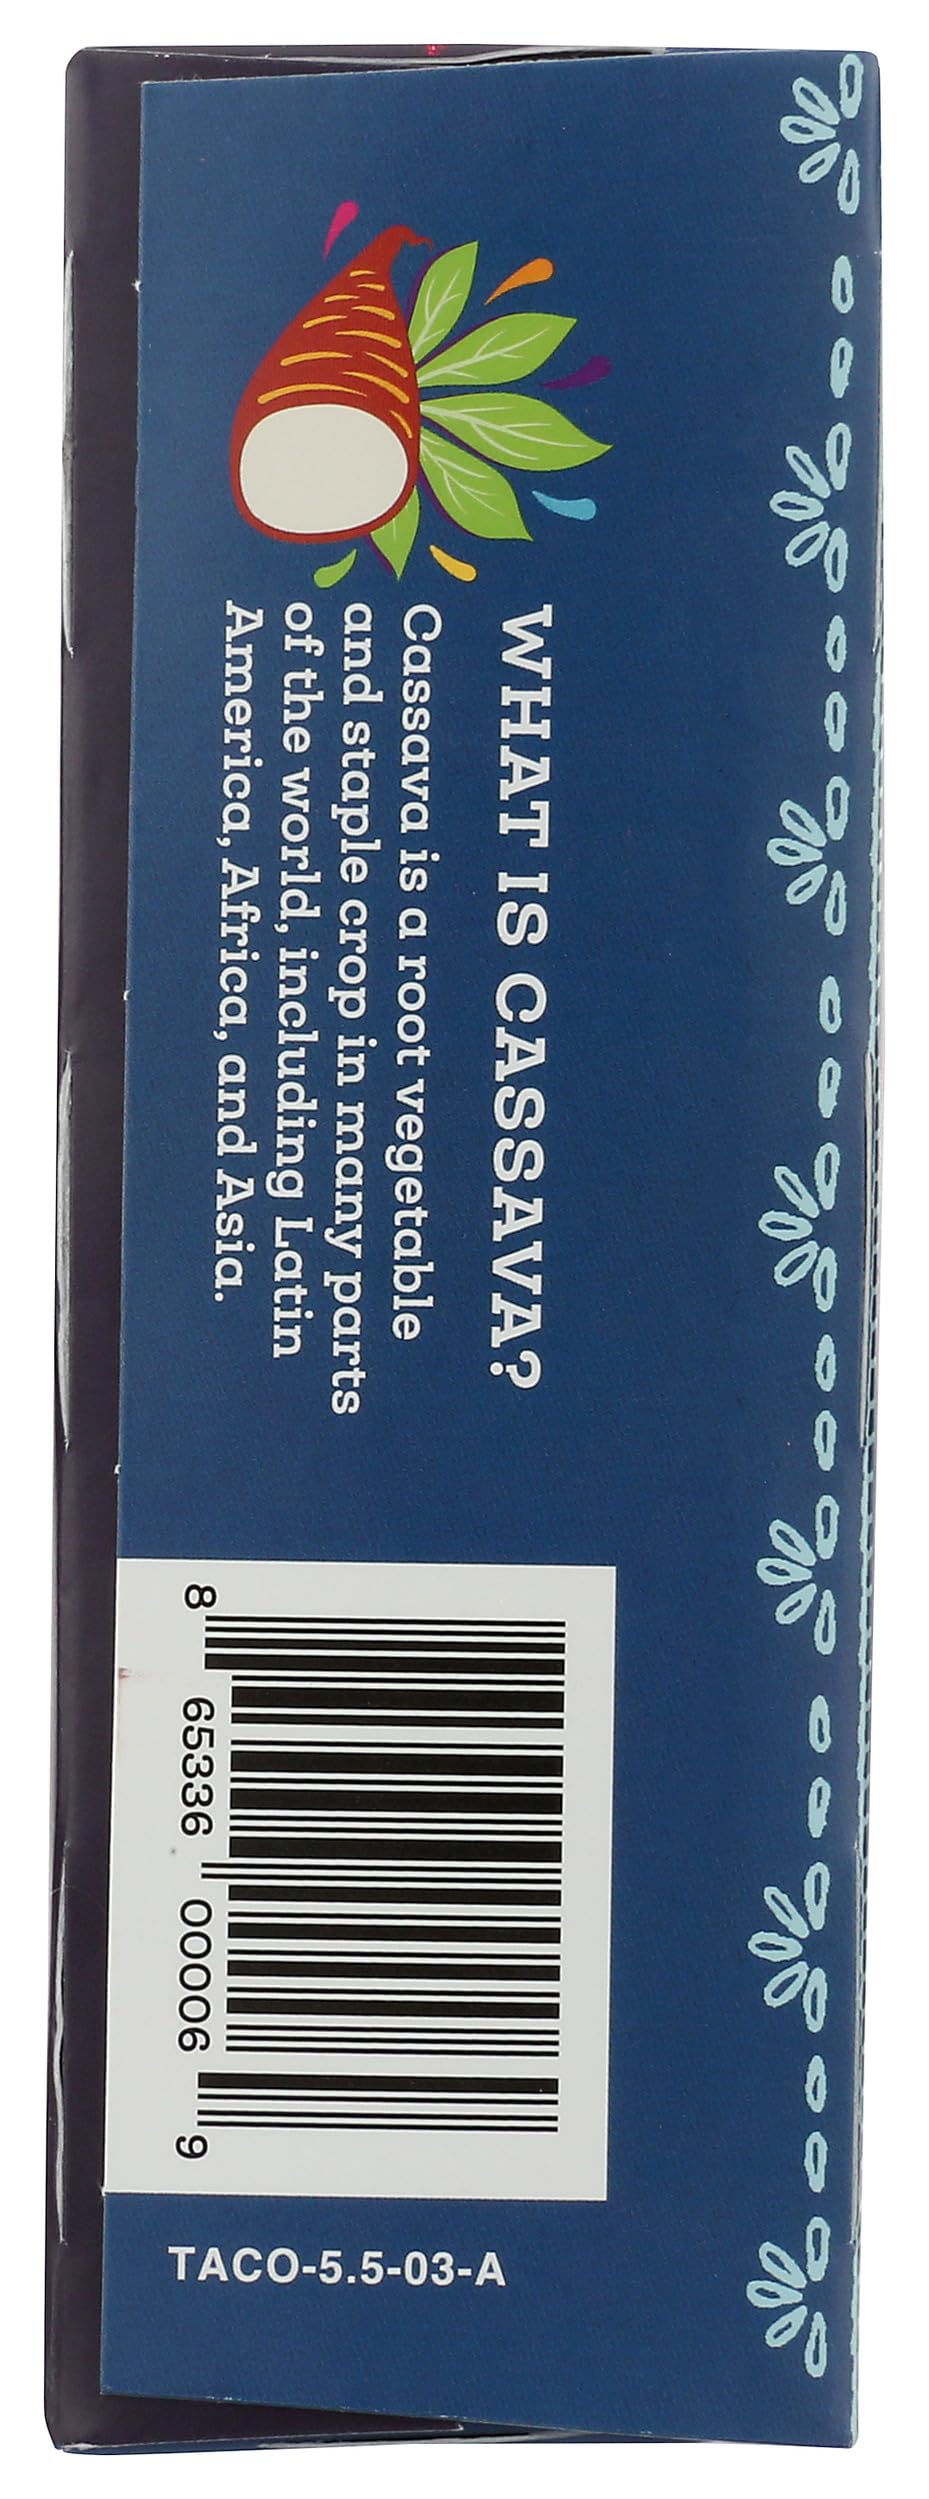 WHAT IS CASSAVA?
Cassava is a root vegetable
and staple crop in many parts
of the world, including Latin
America, Africa, and Asia.
8 65336 00006 9
TACO-5.5-03-A